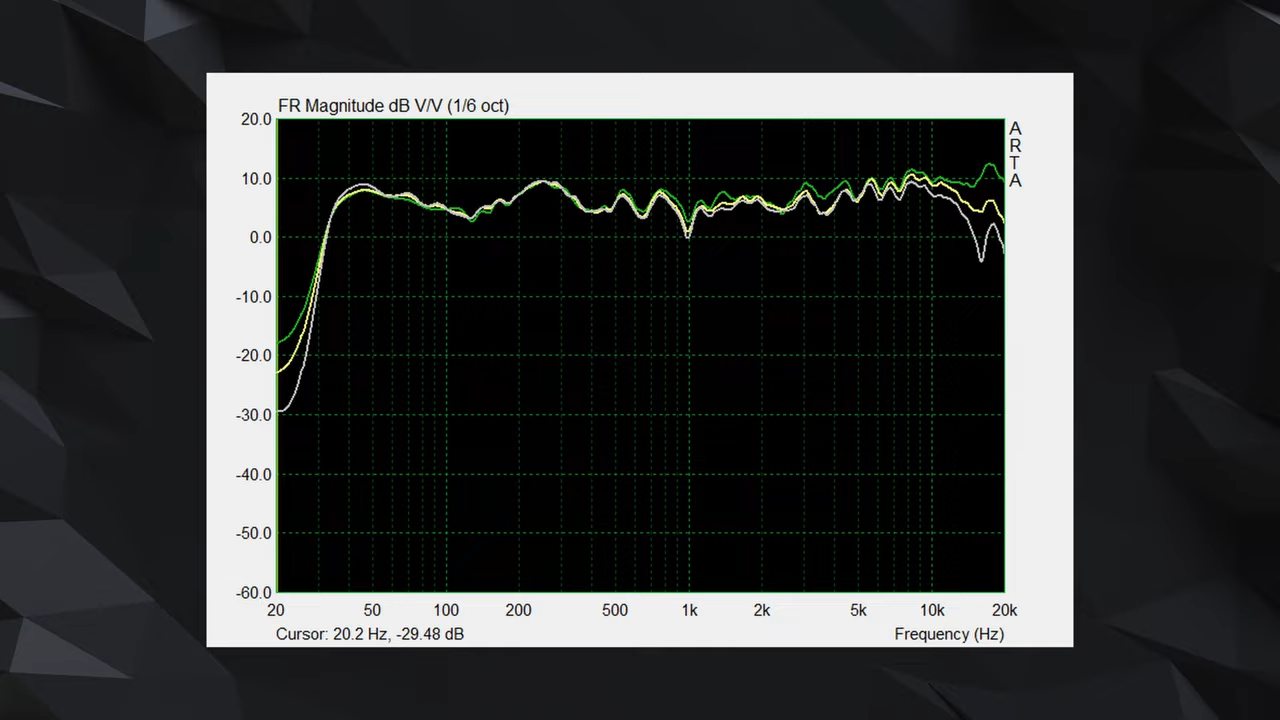 FR Magnitude dB V/V (1/6 oct)
20.0
10.0
0.0
-10.0
-20.0
-30.0
-40.0
-50.0
-60.0
A
R
T
A
20 50 100 200 500 1k 2k 5k 10k 20k
Cursor: 20.2 Hz, -29.48 dB Frequency (Hz)